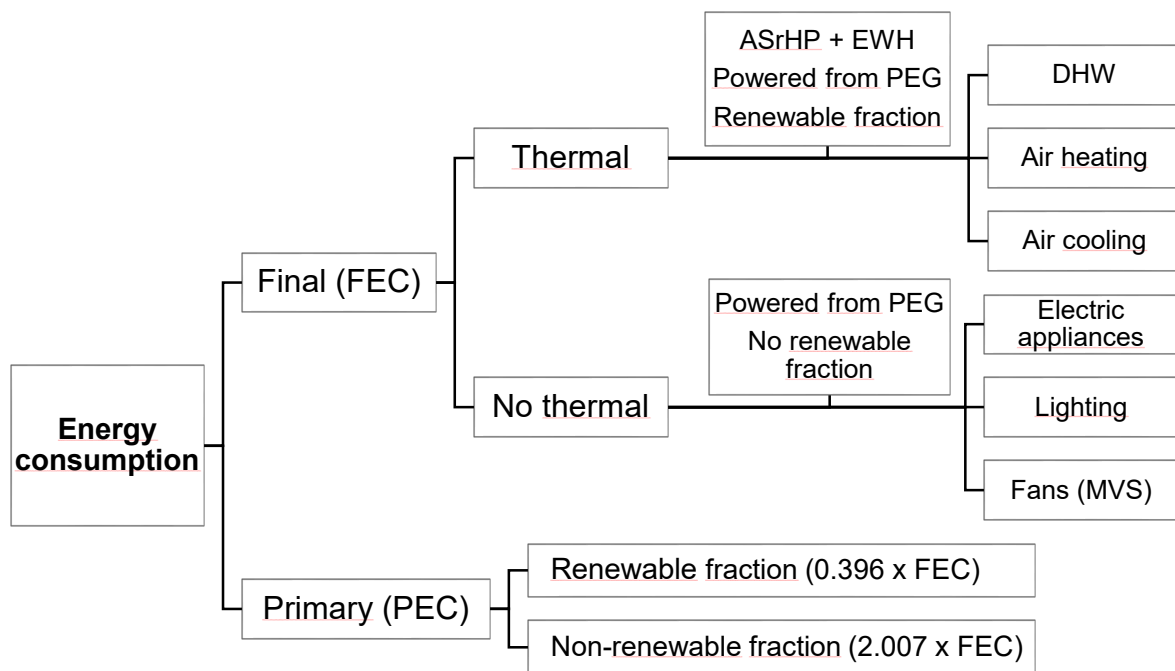 ASrHP + EWH
Powered from PEG
Renewable fraction
DHW
Thermal
Air heating
Air cooling
Final (FEC)
Powered from PEG
No renewable
fraction
Electric
appliances
No thermal
Lighting
Fans (MVS)
Energy
consumption
Primary (PEC)
Renewable fraction (0.396 x FEC)
Non-renewable fraction (2.007 x FEC)